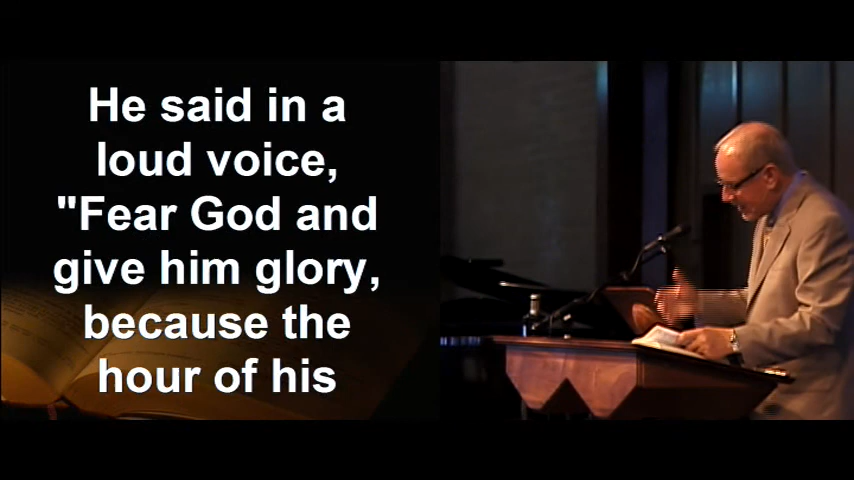 He said in a
loud voice,
"Fear God and
give him glory,
because the
hour of his